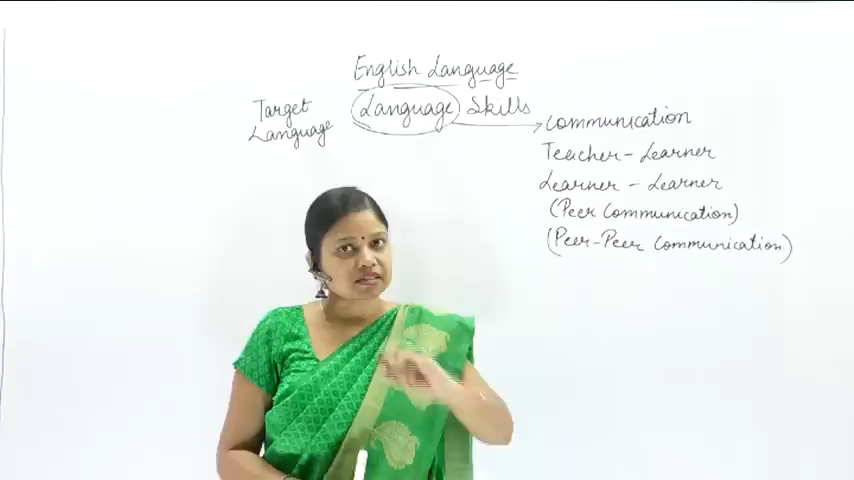 English Language
Target Language Language Skills
Communication
Teacher - Learner
Learner - Learner
(Peer Communication)
(Peer-Peer Communication)